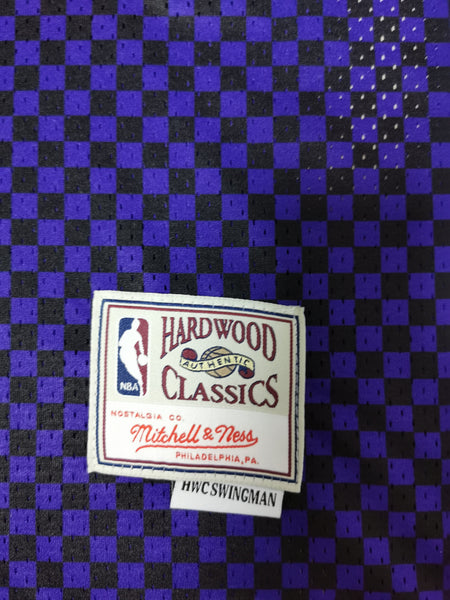 HARDWOOD
AUTHENTIC
CLASSICS
NBA
NOSTALGIA CO.
Mitchell & Ness
PHILADELPHIA, PA.
HWC SWINGMAN